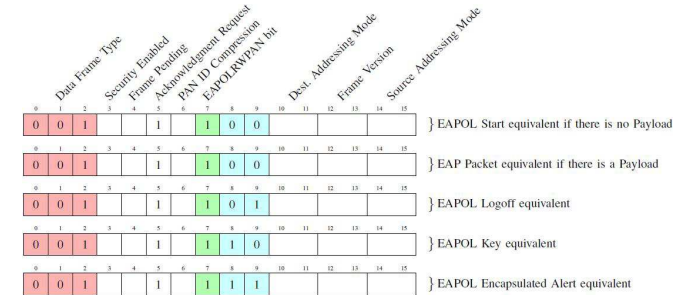 Data Frame Type
Security Enabled
Frame Pending
Acknowledgment Request
PAN ID Compression
EAPOLRWPAN bit
Dest. Addressing Mode
Frame Version
Source Addressing Mode
0 1 2 3 4 5 6 7 8 9 10 11 12 13 14 15
0 0 1 1 1 0 0 } EAPOL Start equivalent if there is no Payload
0 1 2 3 4 5 6 7 8 9 10 11 12 13 14 15
0 0 1 1 1 0 0 } EAP Packet equivalent if there is a Payload
0 1 2 3 4 5 6 7 8 9 10 11 12 13 14 15
0 0 1 1 1 0 1 } EAPOL Logoff equivalent
0 1 2 3 4 5 6 7 8 9 10 11 12 13 14 15
0 0 1 1 1 1 0 } EAPOL Key equivalent
0 1 2 3 4 5 6 7 8 9 10 11 12 13 14 15
0 0 1 1 1 1 1 } EAPOL Encapsulated Alert equivalent